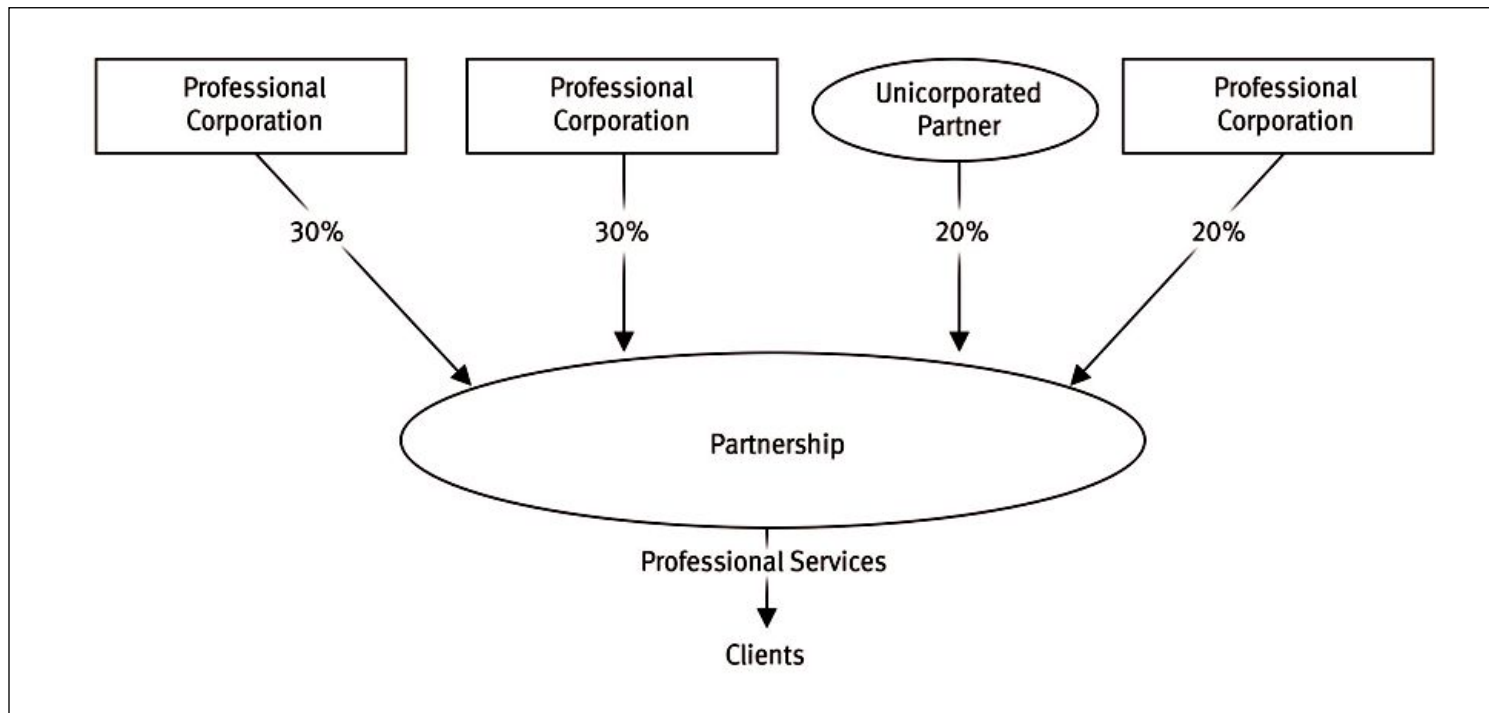 Professional
Corporation
Professional
Corporation
Unicorporated
Partner
Professional
Corporation
30%
30%
20%
20%
Partnership
Professional Services
Clients